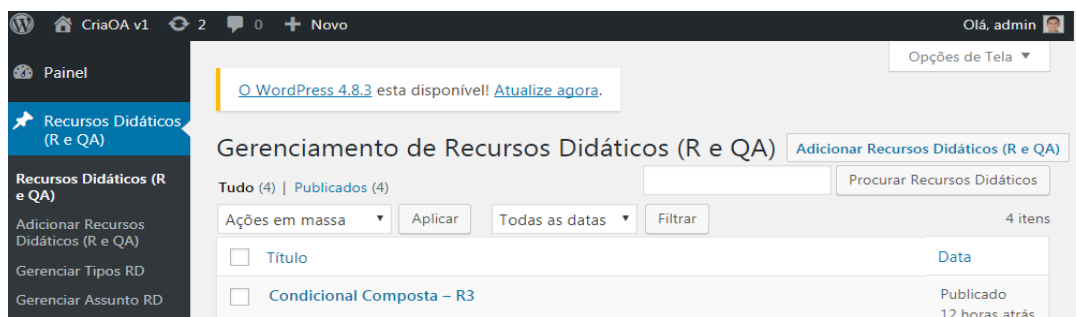 CriaOA v1 2 0 Novo Olá, admin
Opções de Tela
Painel
O WordPress 4.8.3 esta disponível! Atualize agora.
Recursos Didáticos
(R e QA)
Gerenciamento de Recursos Didáticos (R e QA) Adicionar Recursos Didáticos (R e QA)
Recursos Didáticos (R
e QA)
Tudo (4) | Publicados (4) Procurar Recursos Didáticos
Adicionar Recursos
Didáticos (R e QA)
Ações em massa Aplicar Todas as datas Filtrar 4 itens
Gerenciar Tipos RD
Título Data
Gerenciar Assunto RD
Condicional Composta – R3 Publicado
12 horas atrás